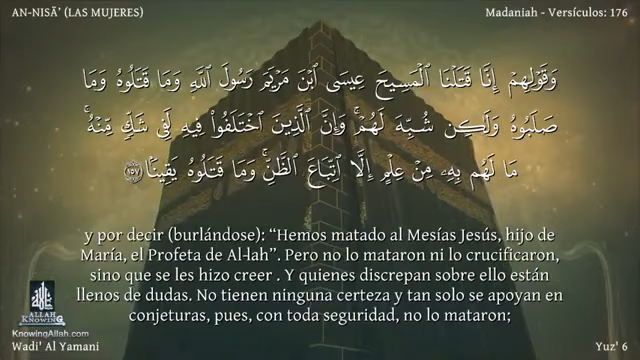 AN-NISĀ’ (LAS MUJERES)
Madaniah - Versículos: 176
وَقَوْلِهِمْ إِنَّا قَتَلْنَا ٱلْمَسِيحَ عِيسَى ٱبْنَ مَرْيَمَ رَسُولَ ٱللَّهِ وَمَا قَتَلُوهُ وَمَا
صَلَبُوهُ وَلَٰكِن شُبِّهَ لَهُمْ ۚ وَإِنَّ ٱلَّذِينَ ٱخْتَلَفُوا۟ فِيهِ لَفِى شَكٍّ مِّنْهُ ۚ
مَا لَهُم بِهِۦ مِنْ عِلْمٍ إِلَّا ٱتِّبَاعَ ٱلظَّنِّ ۚ وَمَا قَتَلُوهُ يَقِينًۢا ١٥٧
y por decir (burlándose): “Hemos matado al Mesías Jesús, hijo de
María, el Profeta de Al-lah”. Pero no lo mataron ni lo crucificaron,
sino que se les hizo creer . Y quienes discrepan sobre ello están
llenos de dudas. No tienen ninguna certeza y tan solo se apoyan en
conjeturas, pues, con toda seguridad, no lo mataron;
ALLAH
KNOWING
KnowingAllah.com
Wadi' Al Yamani
Yuz' 6